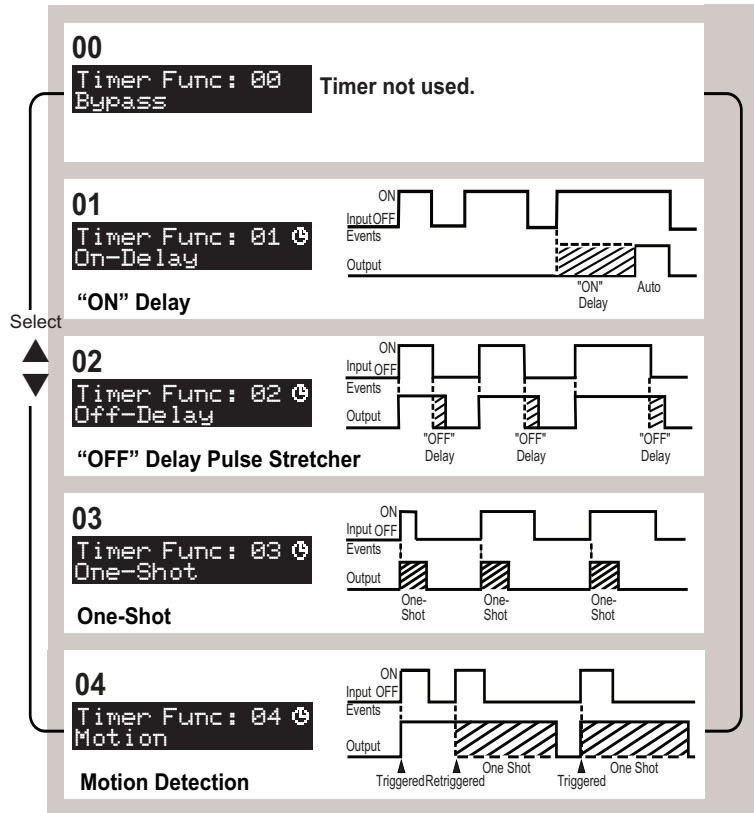 00
Timer Func: 00
Bypass
Timer not used.
01
Timer Func: 01
On-Delay
"ON" Delay
ON
Input OFF
Events
Output
"ON"
Delay
Auto
Select
02
Timer Func: 02
Off-Delay
"OFF" Delay Pulse Stretcher
ON
Input OFF
Events
Output
"OFF"
Delay
"OFF"
Delay
"OFF"
Delay
03
Timer Func: 03
One-Shot
One-Shot
ON
Input OFF
Events
Output
One-
Shot
One-
Shot
One-
Shot
04
Timer Func: 04
Motion
Motion Detection
ON
Input OFF
Events
Output
One Shot
One Shot
Triggered Retriggered
Triggered